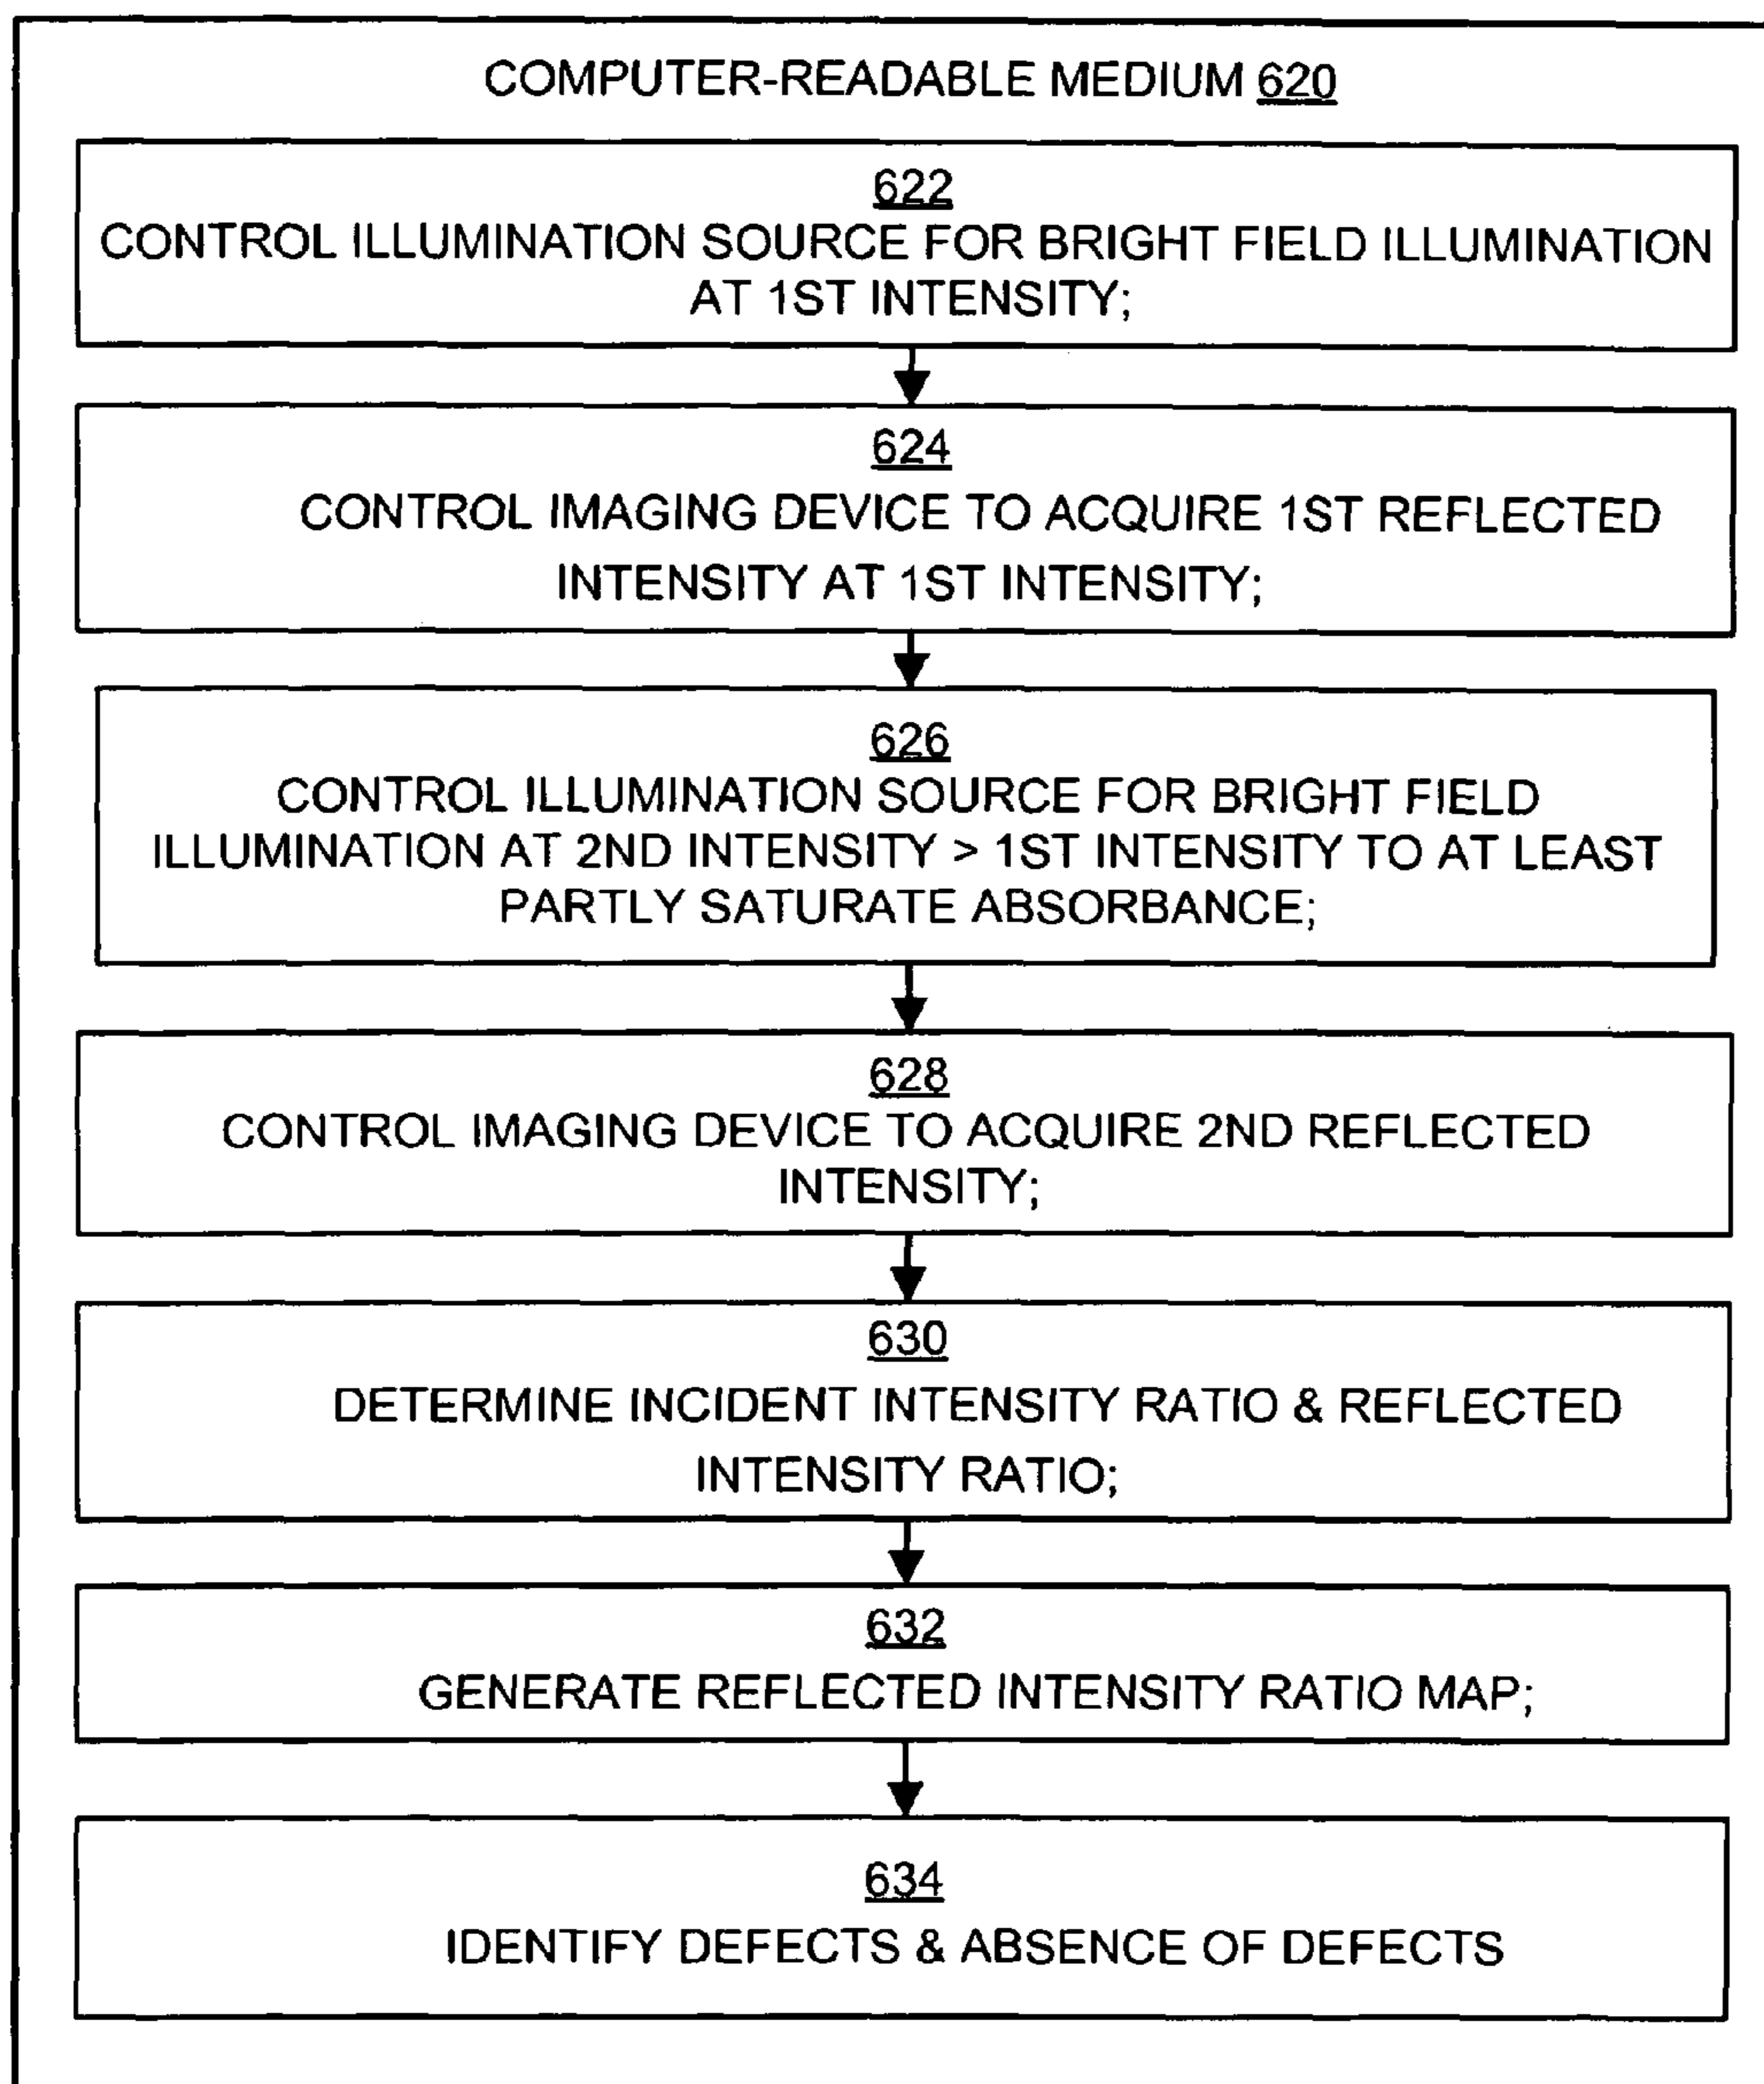 COMPUTER-READABLE MEDIUM 620
622
CONTROL ILLUMINATION SOURCE FOR BRIGHT FIELD ILLUMINATION
AT 1ST INTENSITY;
624
CONTROL IMAGING DEVICE TO ACQUIRE 1ST REFLECTED
INTENSITY AT 1ST INTENSITY;
626
CONTROL ILLUMINATION SOURCE FOR BRIGHT FIELD
ILLUMINATION AT 2ND INTENSITY > 1ST INTENSITY TO AT LEAST
PARTLY SATURATE ABSORBANCE;
628
CONTROL IMAGING DEVICE TO ACQUIRE 2ND REFLECTED
INTENSITY;
630
DETERMINE INCIDENT INTENSITY RATIO & REFLECTED
INTENSITY RATIO;
632
GENERATE REFLECTED INTENSITY RATIO MAP;
634
IDENTIFY DEFECTS & ABSENCE OF DEFECTS